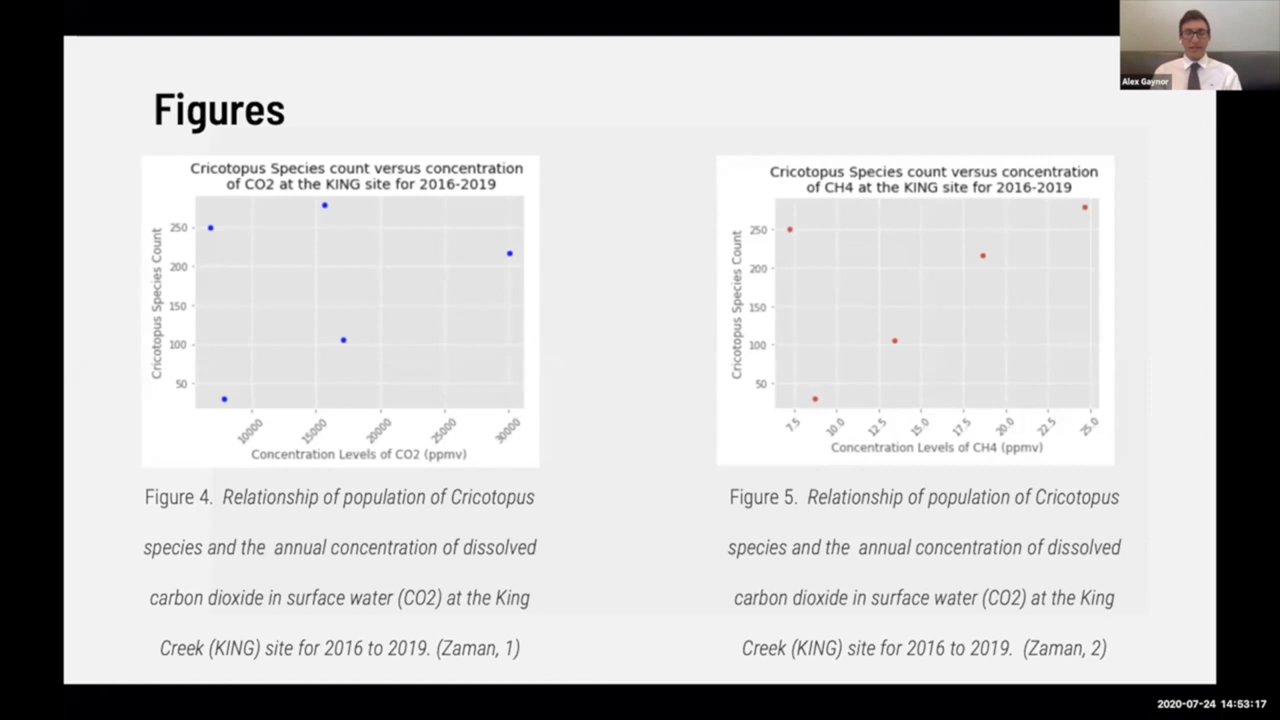 Alex Gaynor
Figures
Cricotopus Species count versus concentration
of CO2 at the KING site for 2016-2019
Cricotopus Species Count
250
200
150
100
50
10000
15000
20000
25000
30000
Concentration Levels of CO2 (ppmv)
Figure 4. Relationship of population of Cricotopus
species and the annual concentration of dissolved
carbon dioxide in surface water (CO2) at the King
Creek (KING) site for 2016 to 2019. (Zaman, 1)
Cricotopus Species count versus concentration
of CH4 at the KING site for 2016-2019
Cricotopus Species Count
250
200
150
100
50
7.5
10.0
12.5
15.0
17.5
20.0
22.5
25.0
Concentration Levels of CH4 (ppmv)
Figure 5. Relationship of population of Cricotopus
species and the annual concentration of dissolved
carbon dioxide in surface water (CO2) at the King
Creek (KING) site for 2016 to 2019. (Zaman, 2)
2020-07-24 14:53:17